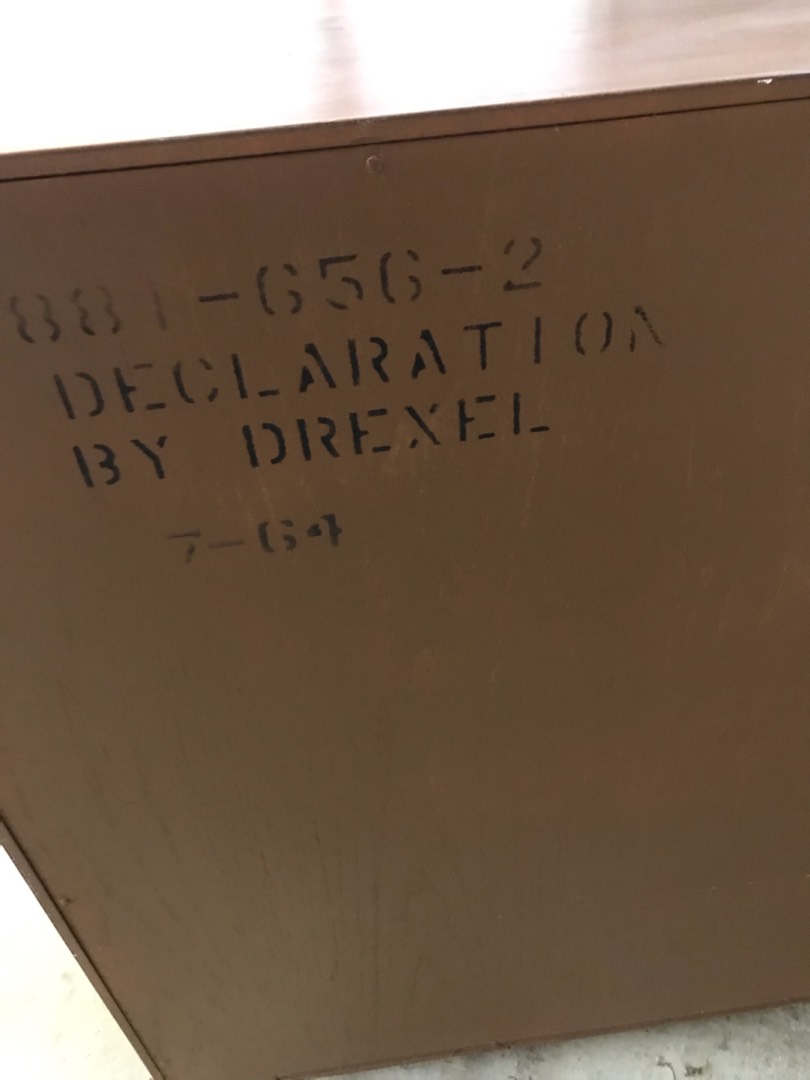 881-656-2
DECLARATION
BY DREXEL
7-64